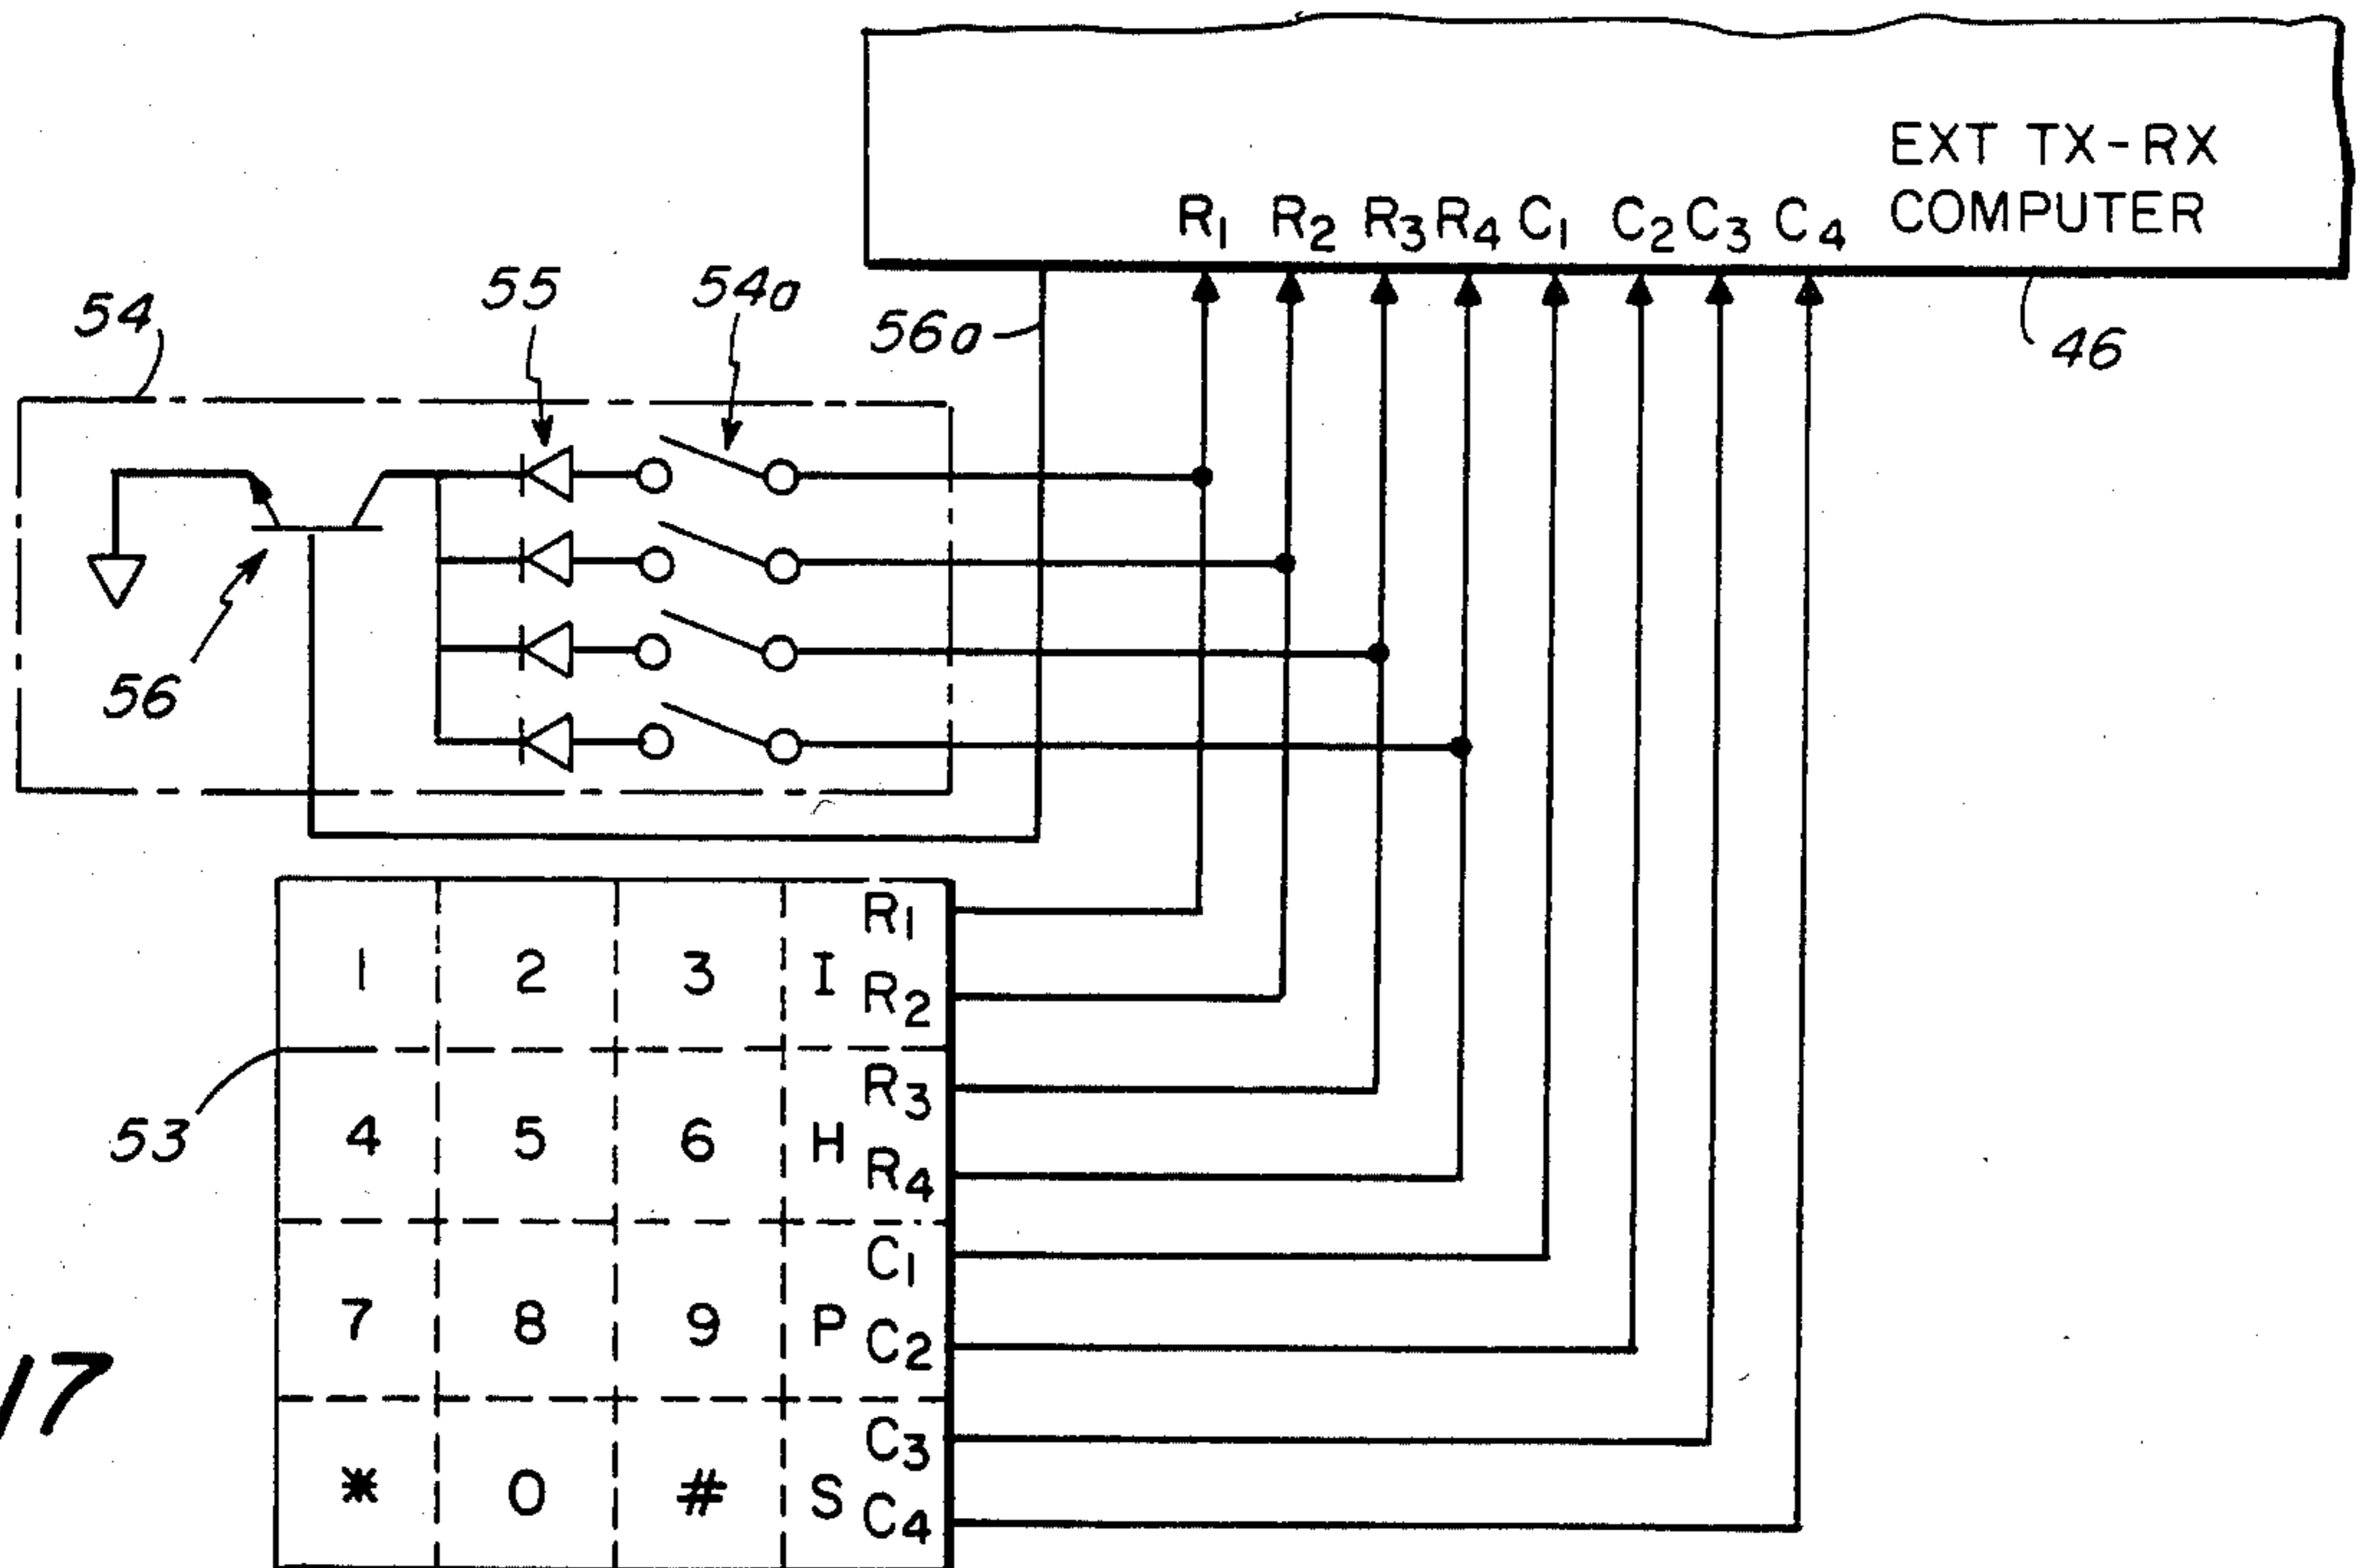 EXT TX-RX
COMPUTER
R1 R2 R3 R4 C1 C2 C3 C4
54
55
54a
56a
46
56
R1
1 2 3 I
R2
R3
4 5 6 H
R4
53
C1
7 8 9 P
C2
17
C3
* 0 # S
C4